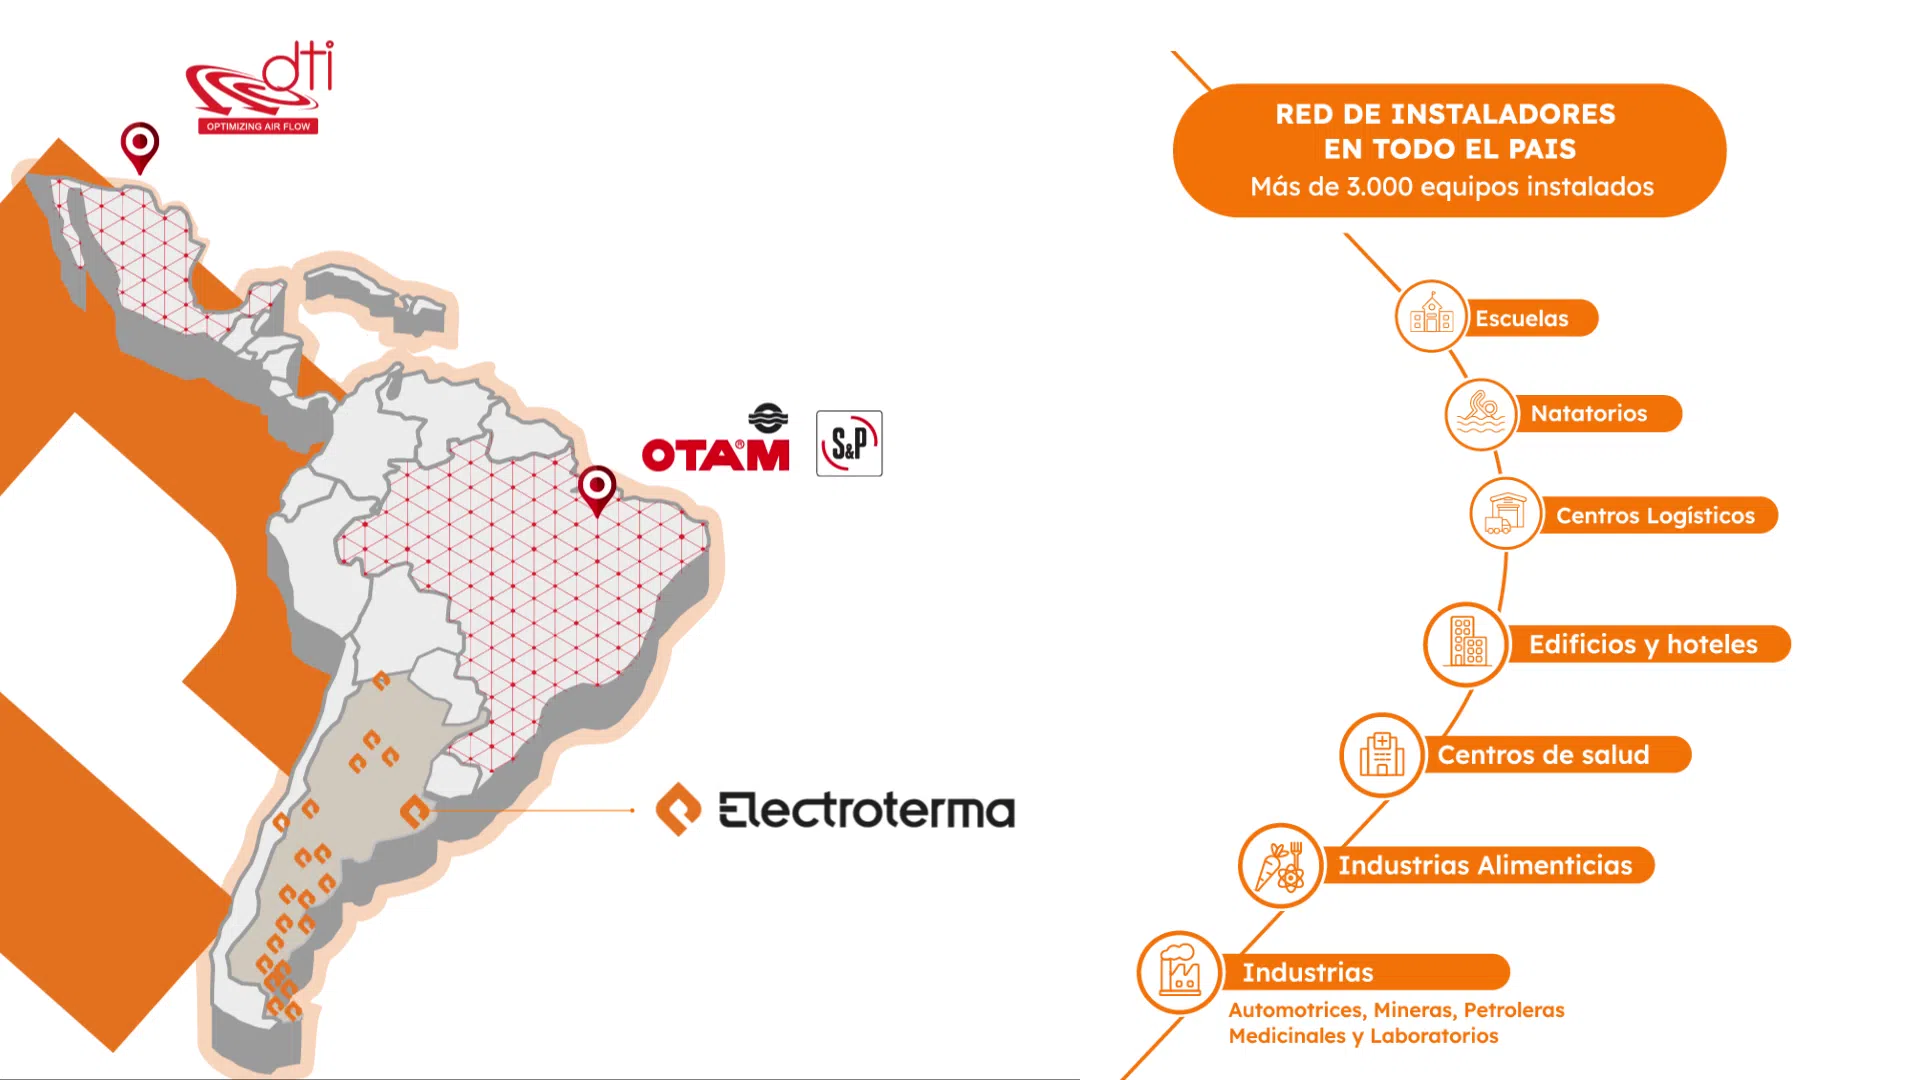 dti
OPTIMIZING AIR FLOW
OTAM®
S&P
Electroterma
RED DE INSTALADORES
EN TODO EL PAIS
Más de 3.000 equipos instalados
Escuelas
Natatorios
Centros Logísticos
Edificios y hoteles
Centros de salud
Industrias Alimenticias
Industrias
Automotrices, Mineras, Petroleras
Medicinales y Laboratorios